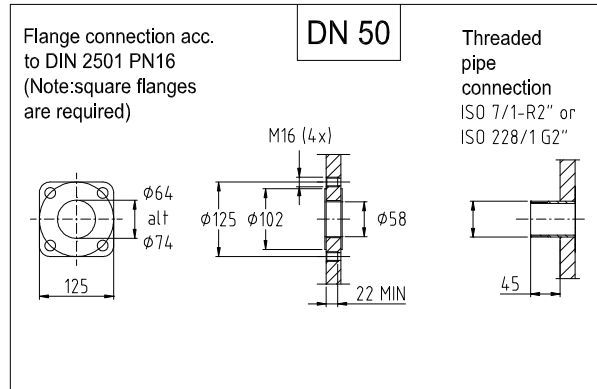 Flange connection acc.
to DIN 2501 PN16
(Note:square flanges
are required)
DN 50
Threaded
pipe
connection
ISO 7/1-R2" or
ISO 228/1 G2"
M16 (4x)
Ø64
alt
Ø74
125
Ø125
Ø102
Ø58
22 MIN
45